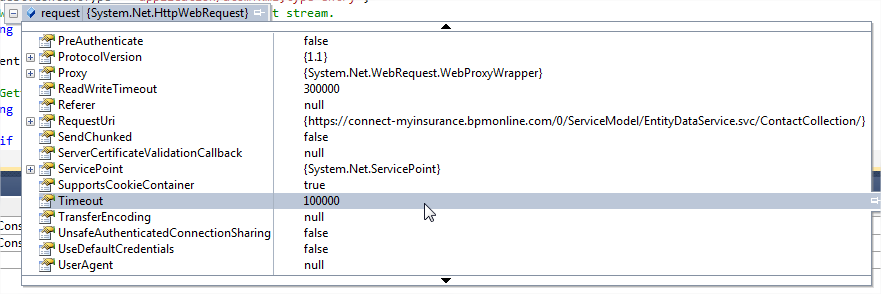 request {System.Net.HttpWebRequest} t stream.
PreAuthenticate false
ProtocolVersion {1.1}
Proxy {System.Net.WebRequest.WebProxyWrapper}
ReadWriteTimeout 300000
Referer null
RequestUri {https://connect-myinsurance.bpmonline.com/0/ServiceModel/EntityDataService.svc/ContactCollection/}
SendChunked false
ServerCertificateValidationCallback null
ServicePoint {System.Net.ServicePoint}
SupportsCookieContainer true
Timeout 100000
TransferEncoding null
UnsafeAuthenticatedConnectionSharing false
UseDefaultCredentials false
UserAgent null
ng
ent
Get
ng
if
Cons
Cons